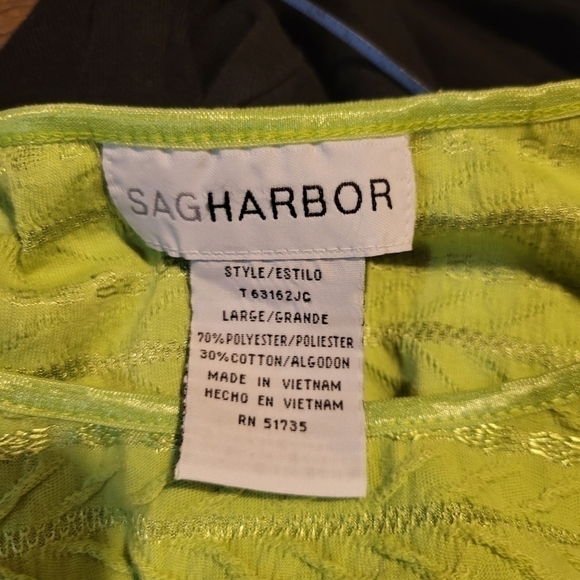 SAGHARBOR
STYLE/ESTILO
T 63162JC
LARGE/GRANDE
70%POLYESTER/POLIESTER
30%COTTON/ALGODON
MADE IN VIETNAM
HECHO EN VIETNAM
RN 51735